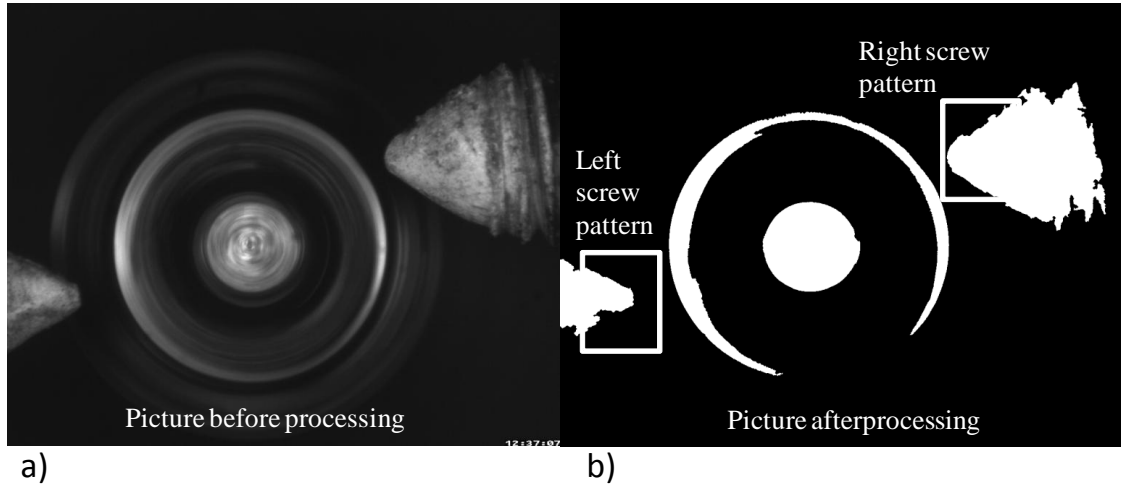 Picture before processing
12:37:07
a)
Right screw
pattern
Left
screw
pattern
Picture afterprocessing
b)